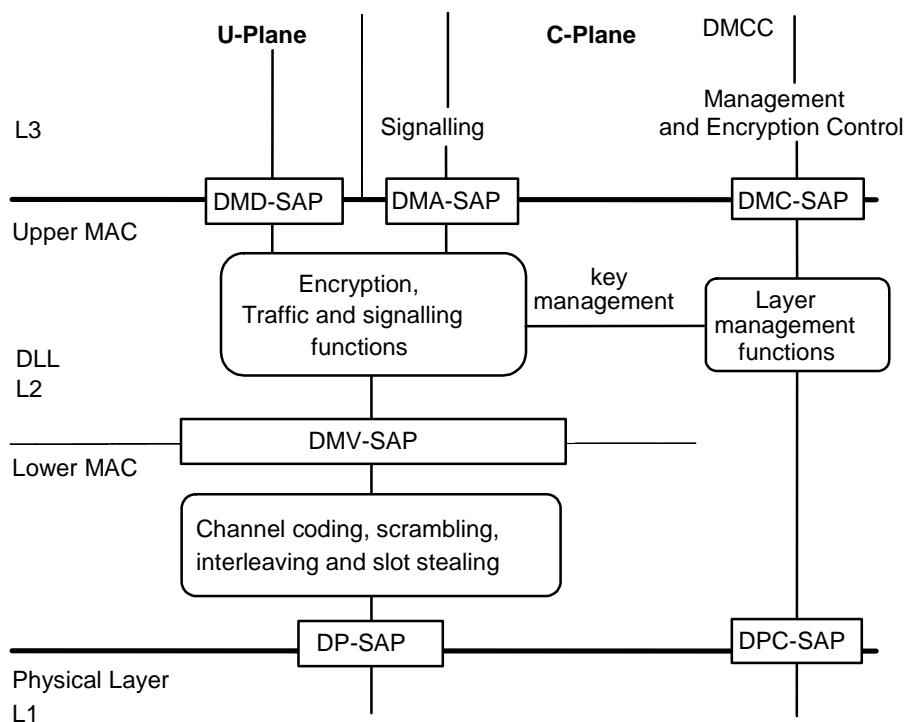 U-Plane
C-Plane
DMCC
L3
Signalling
Management
and Encryption Control
DMD-SAP
DMA-SAP
DMC-SAP
Upper MAC
Encryption,
Traffic and signalling
functions
key
management
Layer
management
functions
DLL
L2
DMV-SAP
Lower MAC
Channel coding, scrambling,
interleaving and slot stealing
DP-SAP
DPC-SAP
Physical Layer
L1